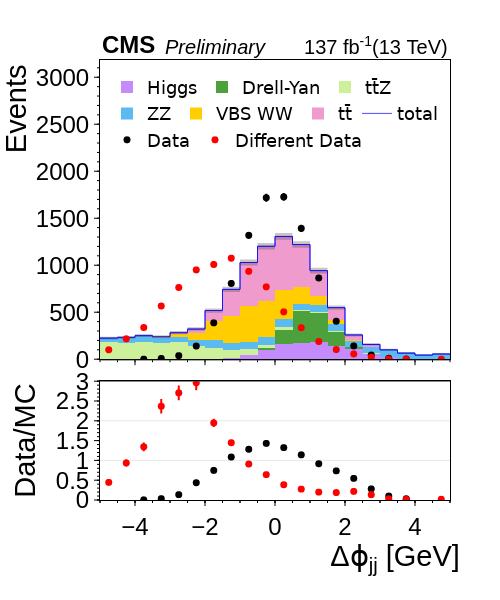 CMS Preliminary 137 fb⁻¹(13 TeV)
Events
3000
2500
2000
1500
1000
500
0
Higgs Drell-Yan tt̄Z
ZZ VBS WW tt̄ total
Data Different Data
Data/MC
3
2.5
2
1.5
1
0.5
0
−4 −2 0 2 4
Δϕjj [GeV]